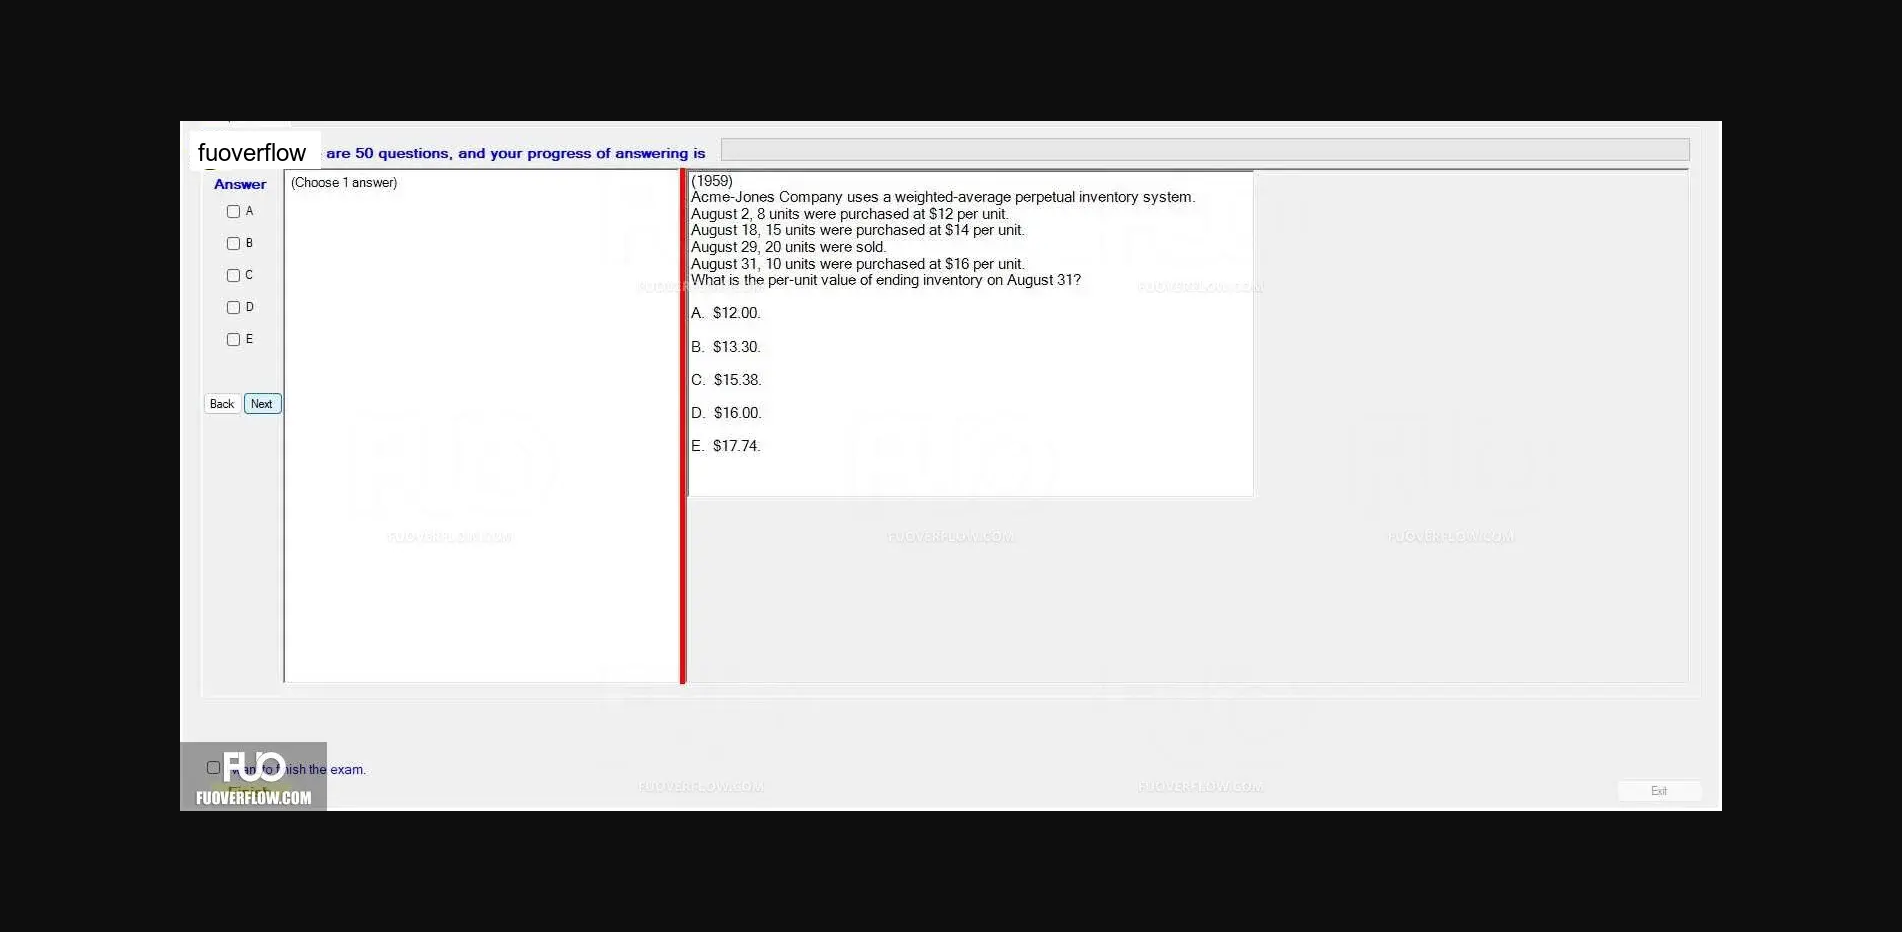 fuoverflow are 50 questions, and your progress of answering is
Answer
(Choose 1 answer)
A
B
C
D
E
Back Next
(1959)
Acme-Jones Company uses a weighted-average perpetual inventory system.
August 2, 8 units were purchased at $12 per unit.
August 18, 15 units were purchased at $14 per unit.
August 29, 20 units were sold.
August 31, 10 units were purchased at $16 per unit.
What is the per-unit value of ending inventory on August 31?
A. $12.00.
B. $13.30.
C. $15.38.
D. $16.00.
E. $17.74.
FUOVERFLOW.COM
FUOVERFLOW.COM
FUOVERFLOW.COM
FUOVERFLOW.COM
FUOVERFLOW.COM
the exam.
FUO
FUOVERFLOW.COM
FUOVERFLOW.COM
FUOVERFLOW.COM
Exit